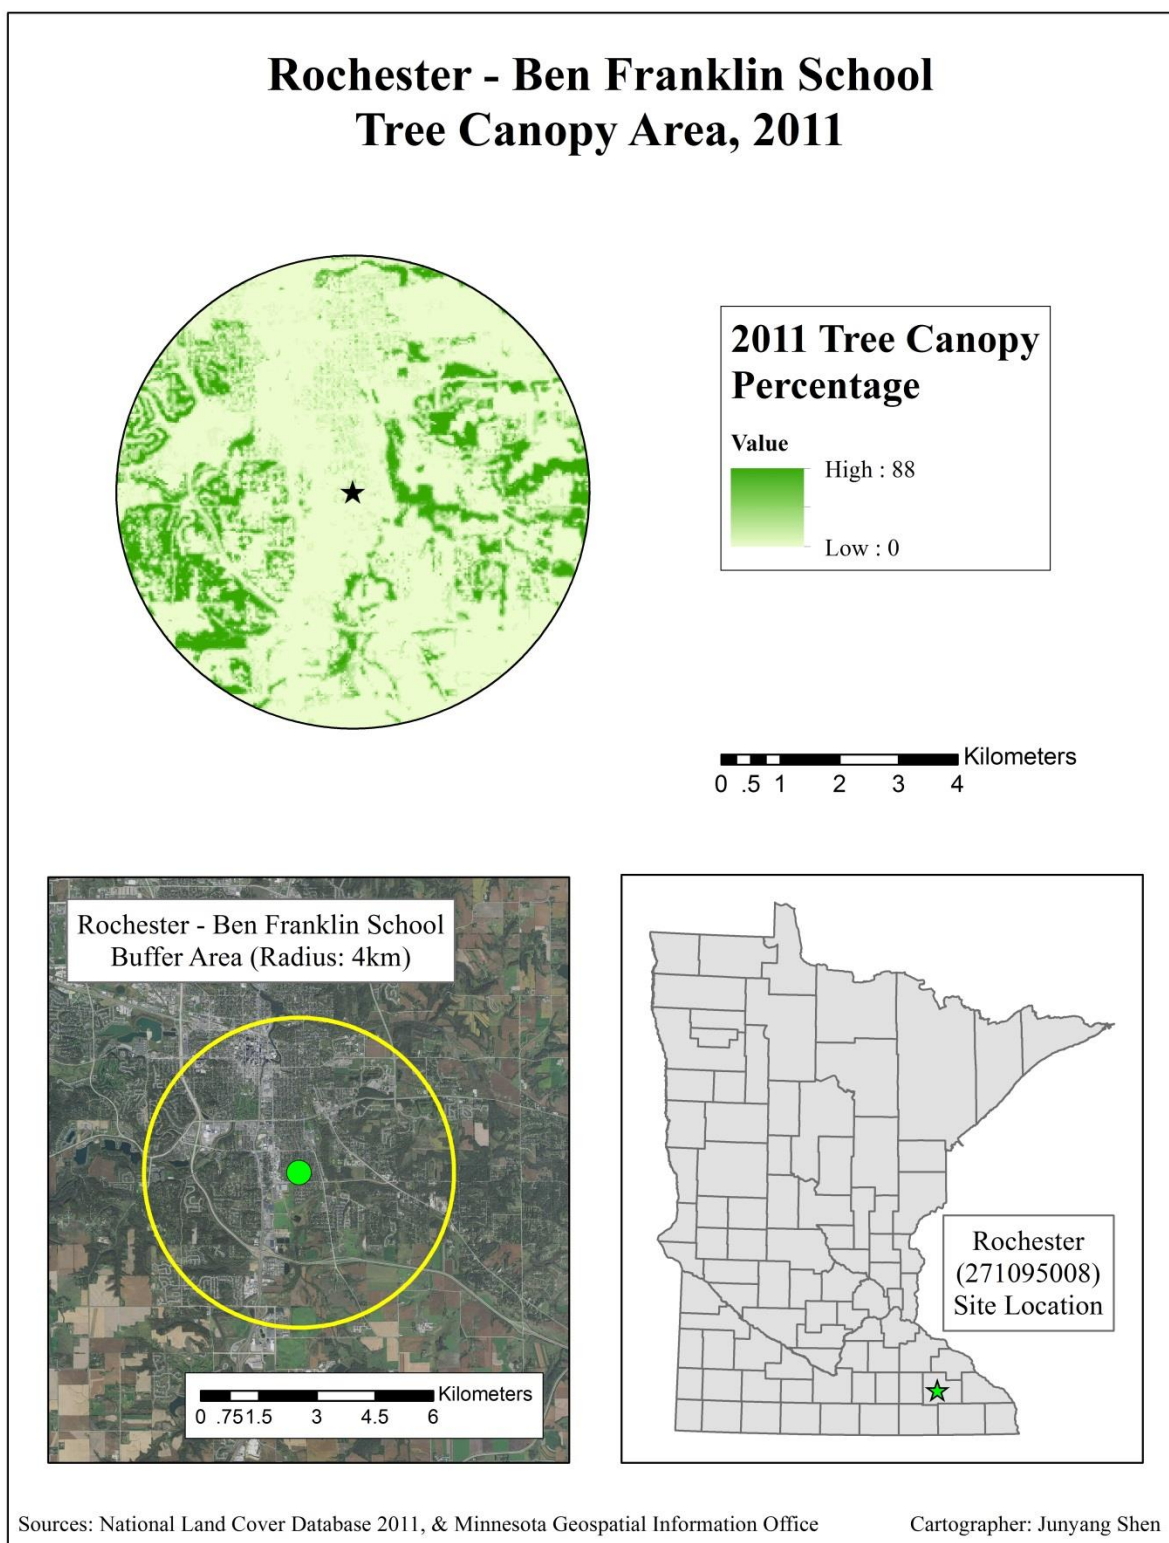 Rochester - Ben Franklin School
Tree Canopy Area, 2011
2011 Tree Canopy
Percentage
Value
High : 88
Low : 0
Kilometers
0 .5 1 2 3 4
Rochester - Ben Franklin School
Buffer Area (Radius: 4km)
Kilometers
0 .75 1.5 3 4.5 6
Rochester
(271095008)
Site Location
Sources: National Land Cover Database 2011, & Minnesota Geospatial Information Office
Cartographer: Junyang Shen